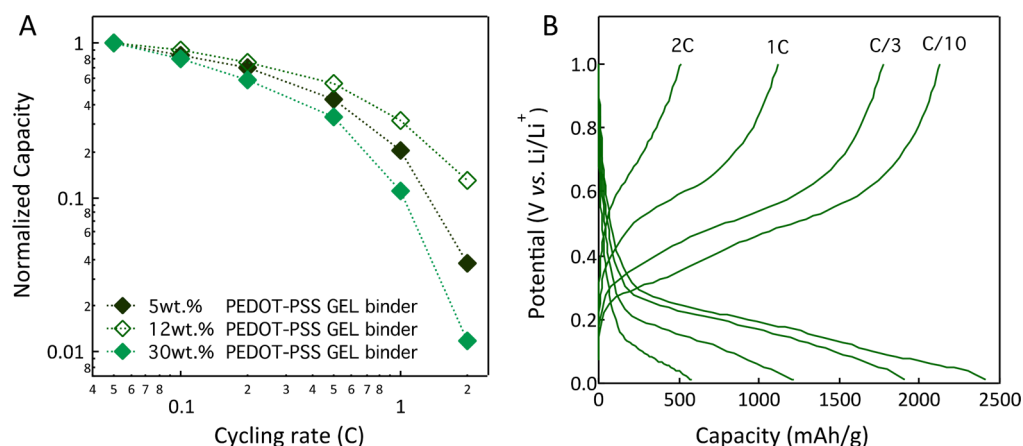 A
Normalized Capacity
1
8
6
4
2
0.1
8
6
4
2
0.01
8
5wt.% PEDOT-PSS GEL binder
12wt.% PEDOT-PSS GEL binder
30wt.% PEDOT-PSS GEL binder
4 5 6 7 8 2 3 4 5 6 7 8 2
0.1 1
Cycling rate (C)
B
2C 1C C/3 C/10
Potential (V vs. Li/Li+
)
1.0
0.8
0.6
0.4
0.2
0.0
0 500 1000 1500 2000 2500
Capacity (mAh/g)